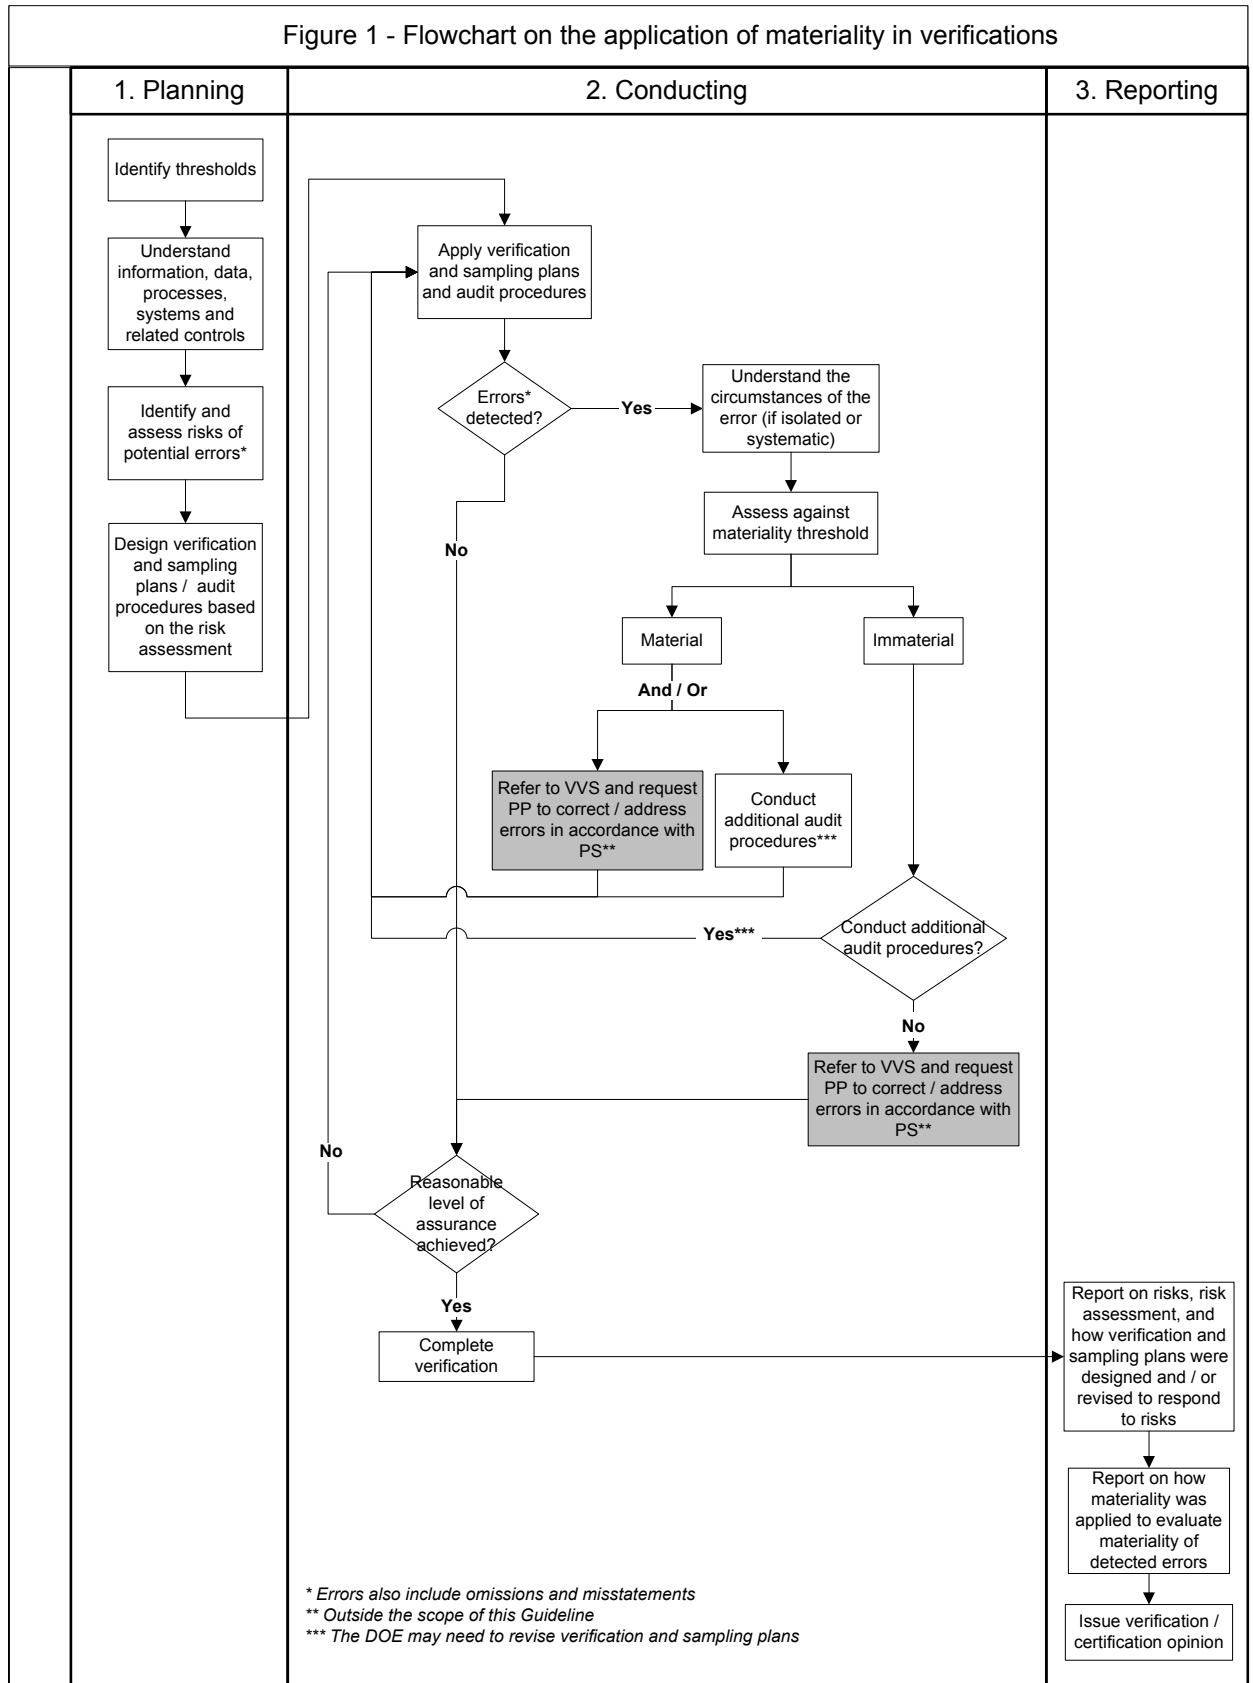 Figure 1 - Flowchart on the application of materiality in verifications
1. Planning
2. Conducting
3. Reporting
Identify thresholds
Understand
information, data,
processes,
systems and
related controls
Identify and
assess risks of
potential errors*
Design verification
and sampling
plans / audit
procedures based
on the risk
assessment
Apply verification
and sampling plans
and audit procedures
Errors*
detected?
Yes
Understand the
circumstances of the
error (if isolated or
systematic)
Assess against
materiality threshold
No
Material
Immaterial
And / Or
Refer to VVS and request
PP to correct / address
errors in accordance with
PS**
Conduct
additional audit
procedures***
Yes***
Conduct additional
audit procedures?
No
Refer to VVS and request
PP to correct / address
errors in accordance with
PS**
No
Reasonable
level of
assurance
achieved?
Yes
Complete
verification
Report on risks, risk
assessment, and
how verification and
sampling plans were
designed and / or
revised to respond
to risks
Report on how
materiality was
applied to evaluate
materiality of
detected errors
Issue verification /
certification opinion
* Errors also include omissions and misstatements
** Outside the scope of this Guideline
*** The DOE may need to revise verification and sampling plans